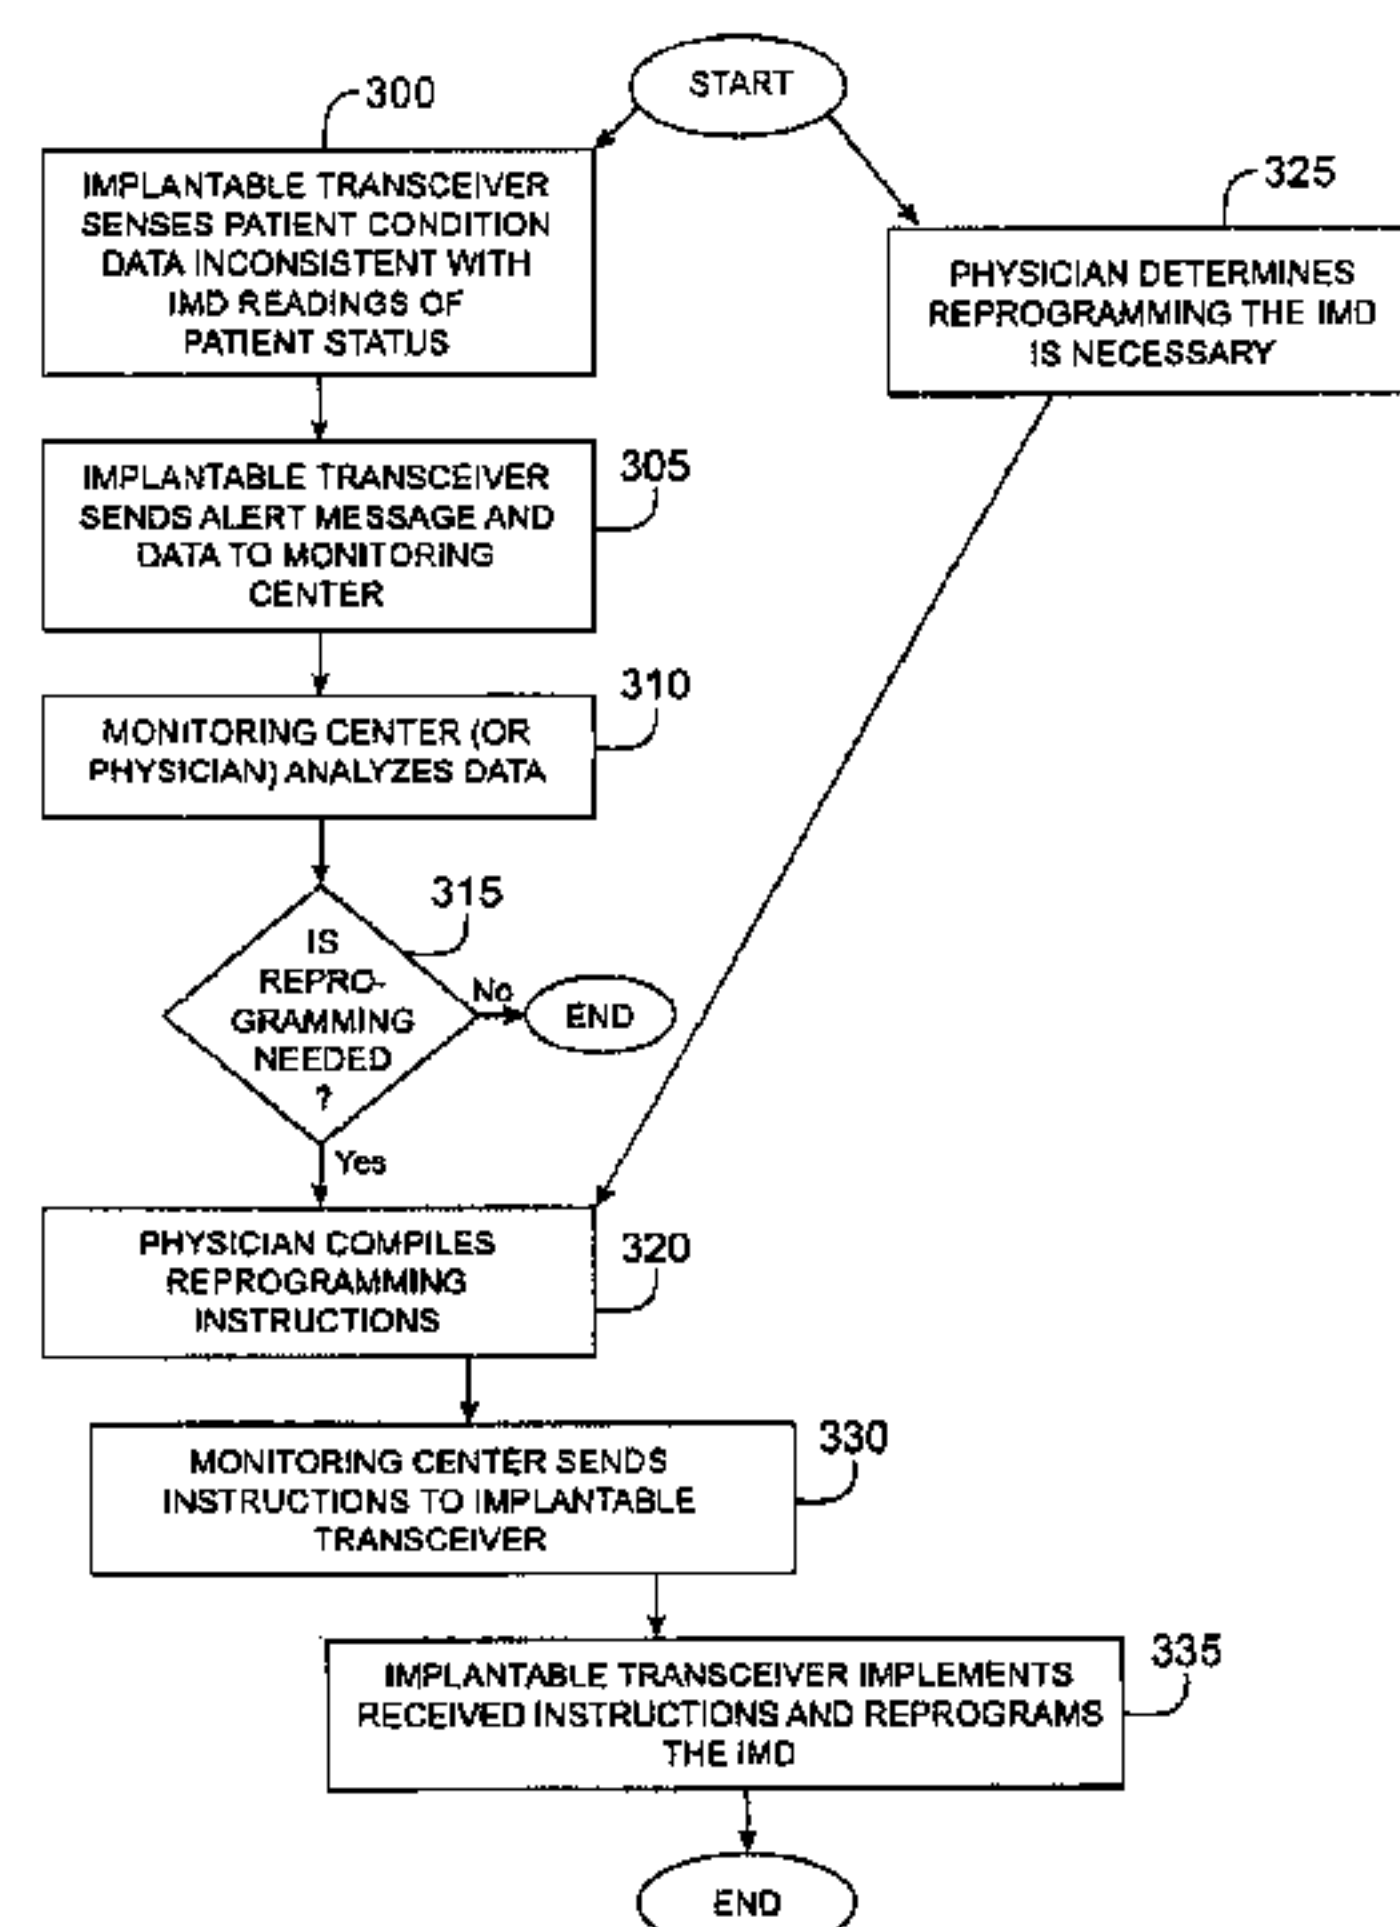 START
300
IMPLANTABLE TRANSCEIVER
SENSES PATIENT CONDITION
DATA INCONSISTENT WITH
IMD READINGS OF
PATIENT STATUS
325
PHYSICIAN DETERMINES
REPROGRAMMING THE IMD
IS NECESSARY
305
IMPLANTABLE TRANSCEIVER
SENDS ALERT MESSAGE AND
DATA TO MONITORING
CENTER
310
MONITORING CENTER (OR
PHYSICIAN) ANALYZES DATA
315
IS
REPRO-
GRAMMING
NEEDED
?
No
END
Yes
PHYSICIAN COMPILES
REPROGRAMMING
INSTRUCTIONS
320
MONITORING CENTER SENDS
INSTRUCTIONS TO IMPLANTABLE
TRANSCEIVER
330
IMPLANTABLE TRANSCEIVER IMPLEMENTS
RECEIVED INSTRUCTIONS AND REPROGRAMS
THE IMD
335
END